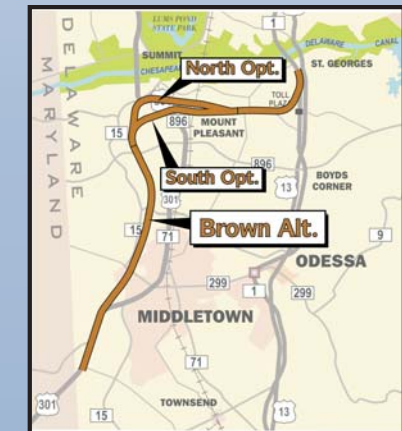 LUMS POND
STATE PARK
DELAWARE
MARYLAND
SUMMIT
CHESAPEAKE
DELAWARE
CANAL
1
ST. GEORGES
North Opt.
TOLL
PLAZA
15
896
MOUNT
PLEASANT
896
South Opt.
301
13
BOYDS
CORNER
15
Brown Alt.
71
9
ODESSA
299
1
299
MIDDLETOWN
71
301
15
TOWNSEND
13